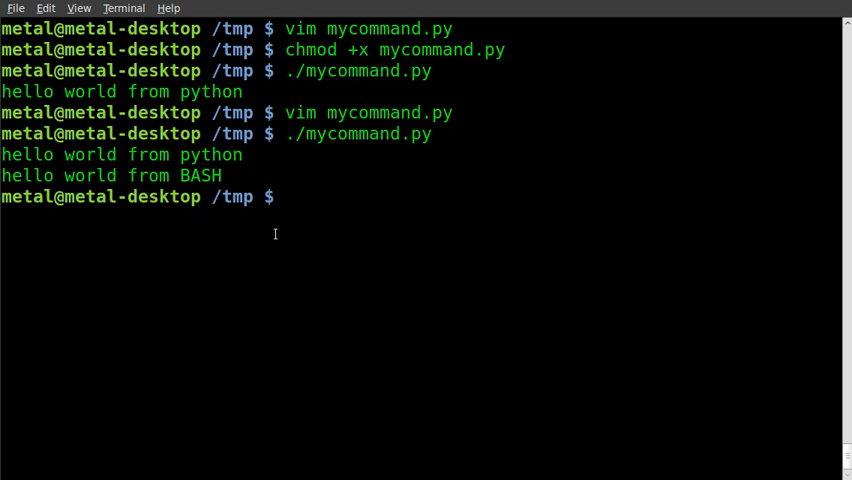 File Edit View Terminal Help
metal@metal-desktop /tmp $ vim mycommand.py
metal@metal-desktop /tmp $ chmod +x mycommand.py
metal@metal-desktop /tmp $ ./mycommand.py
hello world from python
metal@metal-desktop /tmp $ vim mycommand.py
metal@metal-desktop /tmp $ ./mycommand.py
hello world from python
hello world from BASH
metal@metal-desktop /tmp $